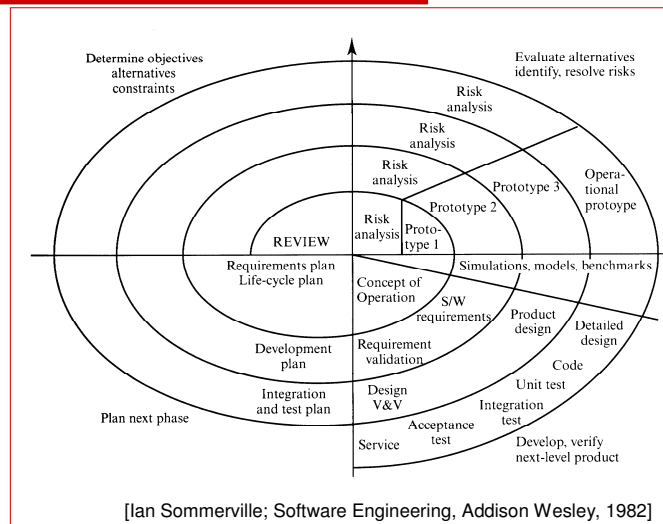 Determine objectives
alternatives
constraints
Evaluate alternatives
identify, resolve risks
Risk
analysis
Risk
analysis
Risk
analysis
Risk
analysis
Proto-
type 1
Prototype 2
Prototype 3
Opera-
tional
protoype
REVIEW
Requirements plan
Life-cycle plan
Simulations, models, benchmarks
Concept of
Operation
S/W
requirements
Product
design
Detailed
design
Development
plan
Requirement
validation
Code
Unit test
Integration
and test plan
Design
V&V
Integration
test
Plan next phase
Acceptance
test
Service
Develop, verify
next-level product
[Ian Sommerville; Software Engineering, Addison Wesley, 1982]